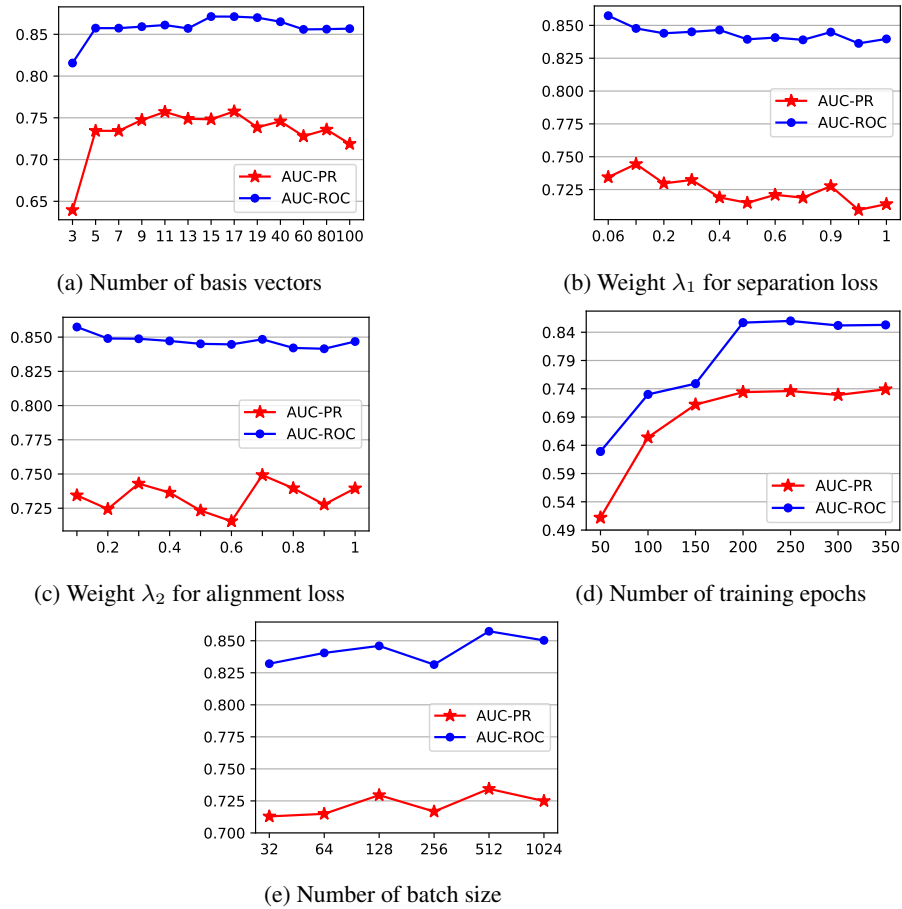 0.85
0.80
0.75
0.70
0.65
AUC-PR
AUC-ROC
3 5 7 9 11 13 15 17 19 40 60 80 100
(a) Number of basis vectors
0.850
0.825
0.800
0.775
0.750
0.725
AUC-PR
AUC-ROC
0.06 0.2 0.4 0.6 0.9 1
(b) Weight λ1 for separation loss
0.850
0.825
0.800
0.775
0.750
0.725
AUC-PR
AUC-ROC
0.2 0.4 0.6 0.8 1
(c) Weight λ2 for alignment loss
0.84
0.79
0.74
0.69
0.64
0.59
0.54
0.49
AUC-PR
AUC-ROC
50 100 150 200 250 300 350
(d) Number of training epochs
0.850
0.825
0.800
0.775
0.750
0.725
0.700
AUC-PR
AUC-ROC
32 64 128 256 512 1024
(e) Number of batch size